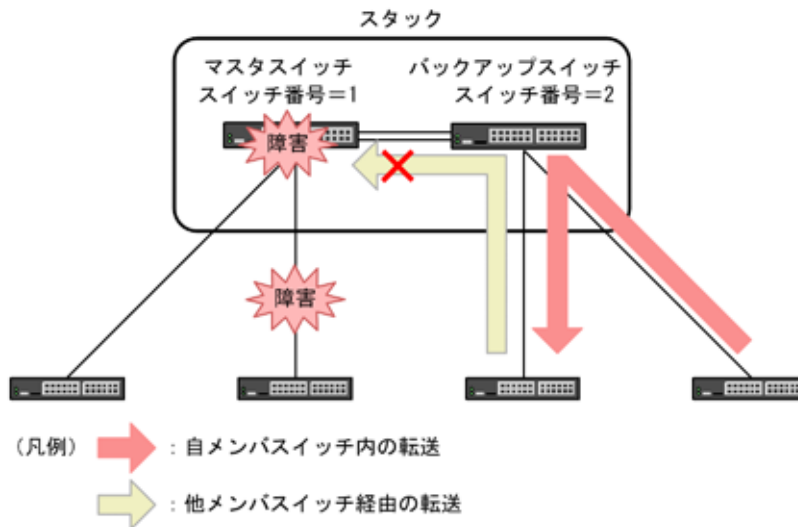 スタック
マスタスイッチ
スイッチ番号＝1
バックアップスイッチ
スイッチ番号＝2
障害
障害
（凡例）
：自メンバスイッチ内の転送
：他メンバスイッチ経由の転送